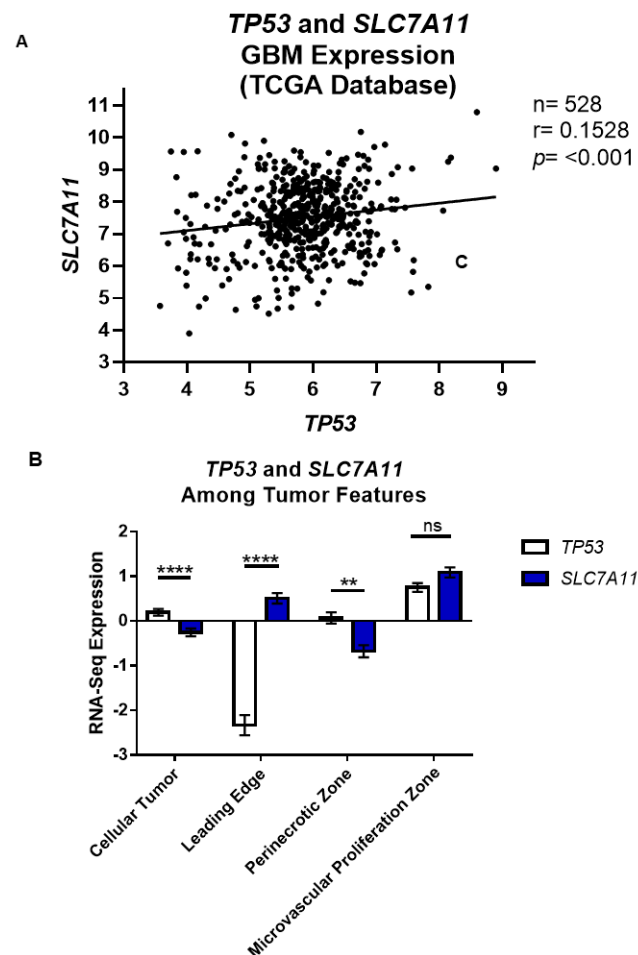 A
TP53 and SLC7A11
GBM Expression
(TCGA Database)
n= 528
r= 0.1528
p= <0.001
11
10
9
8
7
6
5
4
3
SLC7A11
C
3 4 5 6 7 8 9
TP53
B
TP53 and SLC7A11
Among Tumor Features
2
1
0
-1
-2
-3
RNA-Seq Expression
**** **** ** ns
TP53
SLC7A11
Cellular Tumor
Leading Edge
Perinecrotic Zone
Microvascular Proliferation Zone